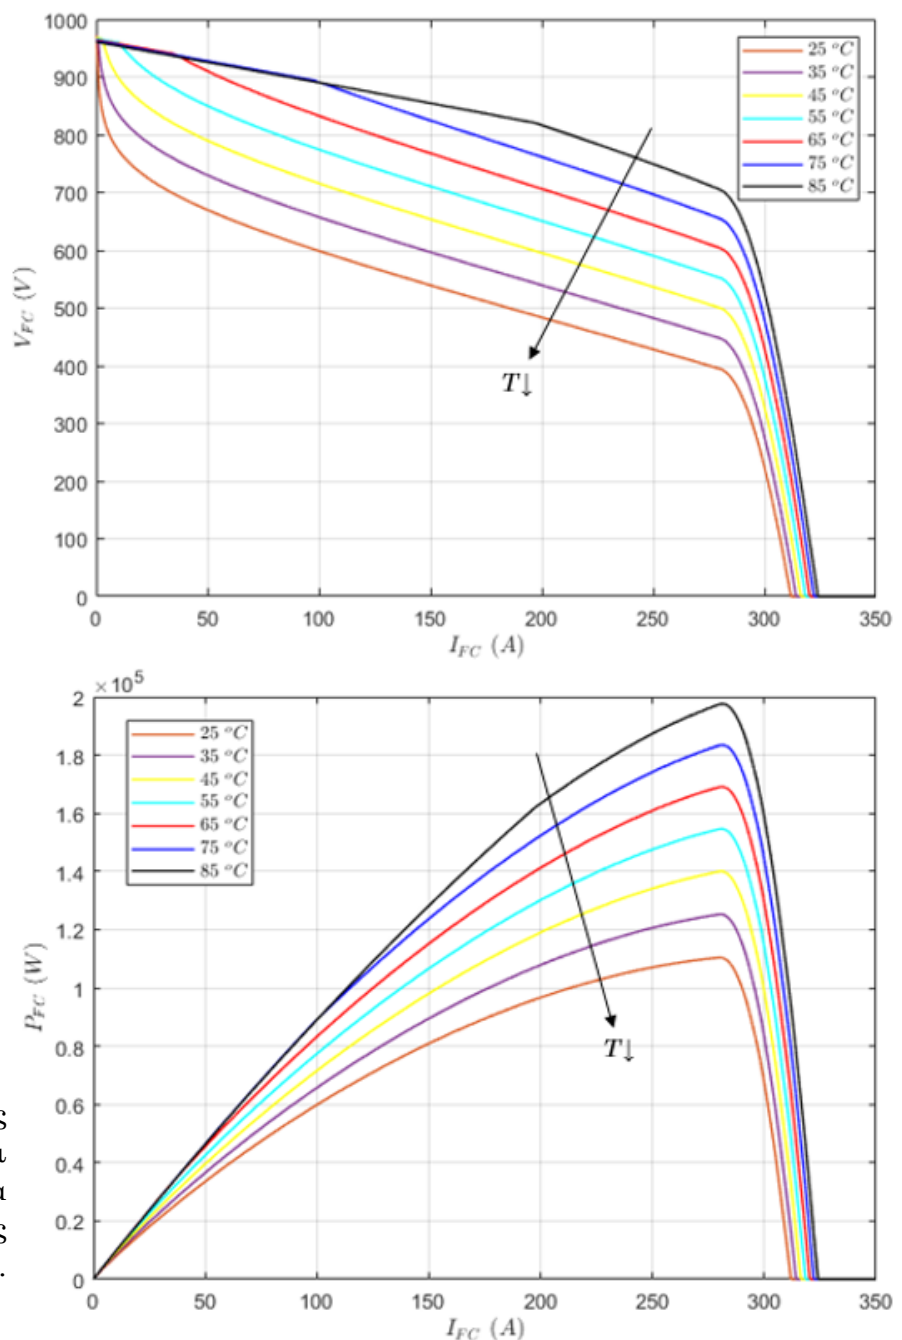 1000
900
800
700
600
500
400
300
200
100
0
V_FC (V)
25 °C
35 °C
45 °C
55 °C
65 °C
75 °C
85 °C
T↓
0 50 100 150 200 250 300 350
I_FC (A)
×10^5
2
1.8
1.6
1.4
1.2
1
0.8
0.6
0.4
0.2
0
P_FC (W)
25 °C
35 °C
45 °C
55 °C
65 °C
75 °C
85 °C
T↓
0 50 100 150 200 250 300 350
I_FC (A)